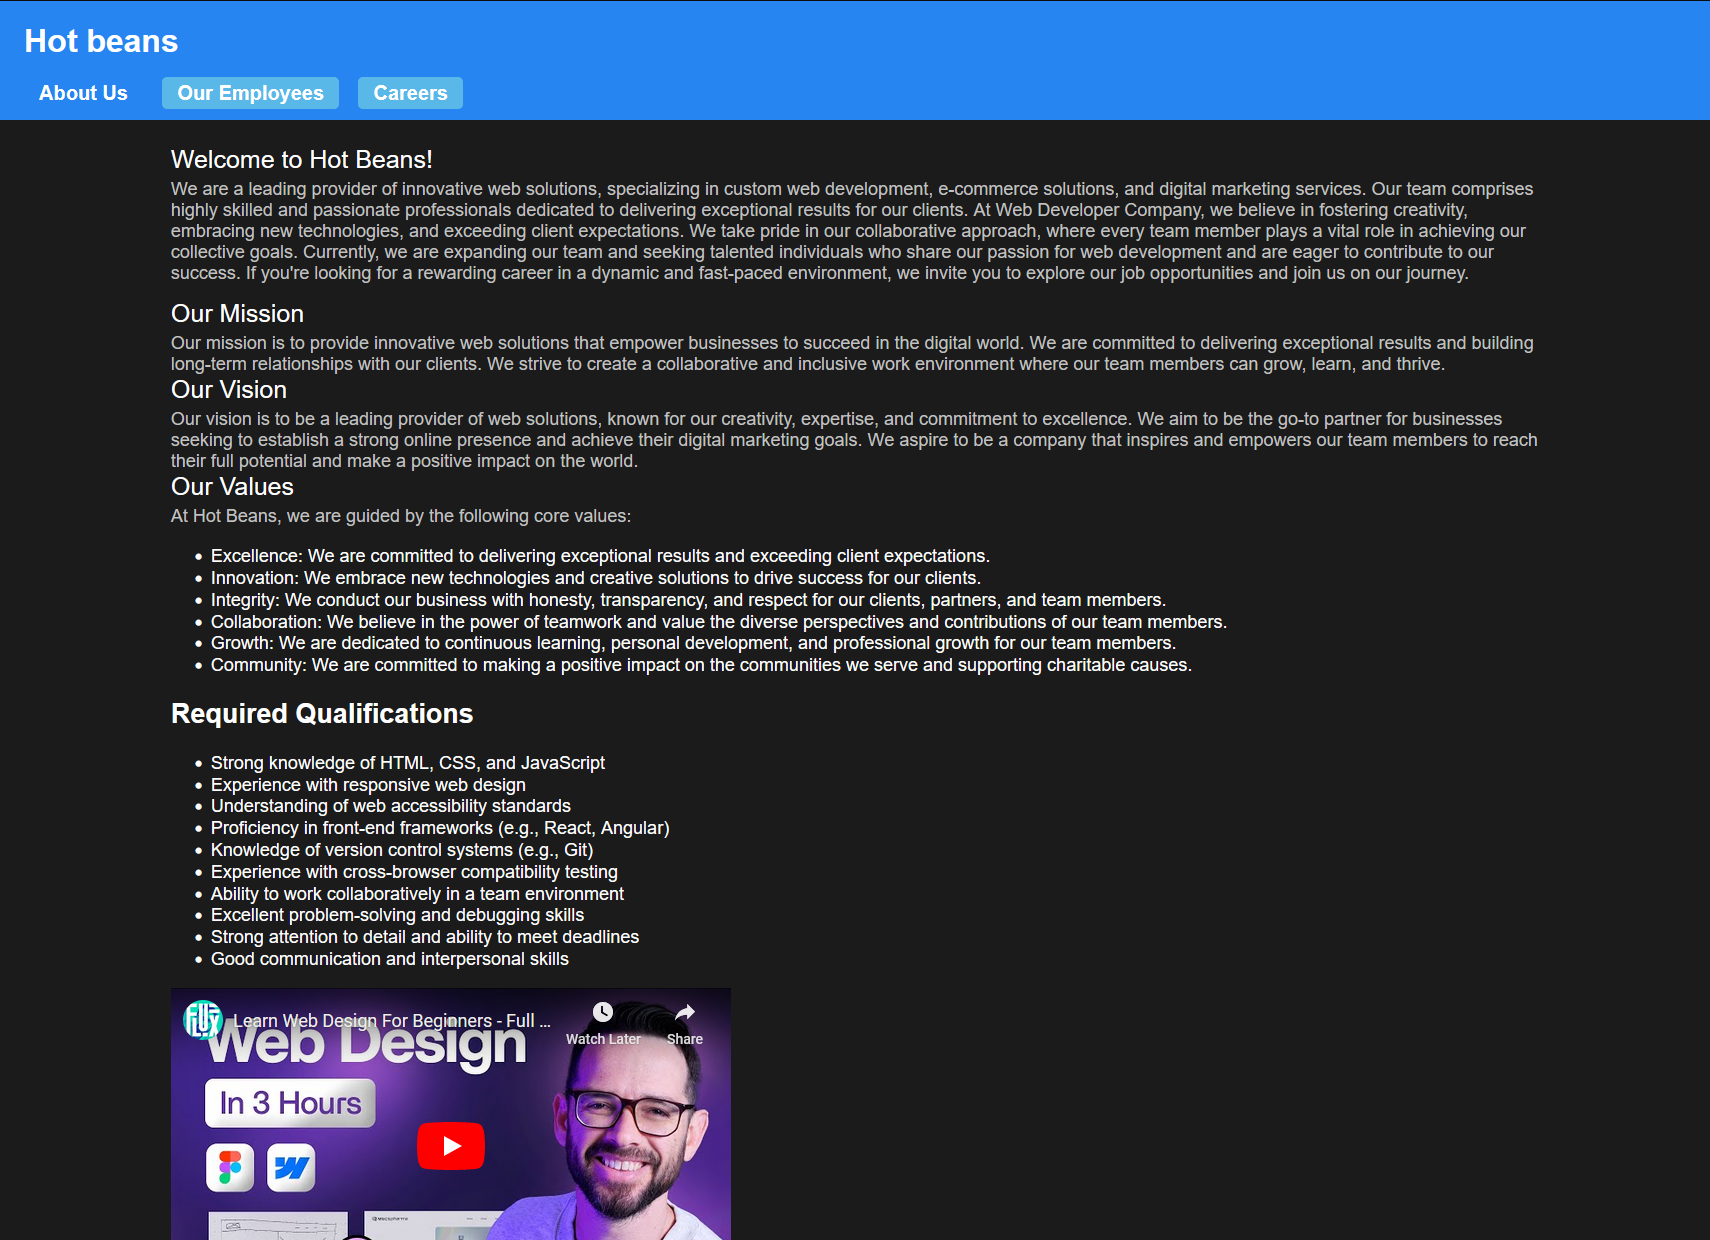 Hot beans
About Us
Our Employees
Careers
Welcome to Hot Beans!
We are a leading provider of innovative web solutions, specializing in custom web development, e-commerce solutions, and digital marketing services. Our team comprises
highly skilled and passionate professionals dedicated to delivering exceptional results for our clients. At Web Developer Company, we believe in fostering creativity,
embracing new technologies, and exceeding client expectations. We take pride in our collaborative approach, where every team member plays a vital role in achieving our
collective goals. Currently, we are expanding our team and seeking talented individuals who share our passion for web development and are eager to contribute to our
success. If you're looking for a rewarding career in a dynamic and fast-paced environment, we invite you to explore our job opportunities and join us on our journey.
Our Mission
Our mission is to provide innovative web solutions that empower businesses to succeed in the digital world. We are committed to delivering exceptional results and building
long-term relationships with our clients. We strive to create a collaborative and inclusive work environment where our team members can grow, learn, and thrive.
Our Vision
Our vision is to be a leading provider of web solutions, known for our creativity, expertise, and commitment to excellence. We aim to be the go-to partner for businesses
seeking to establish a strong online presence and achieve their digital marketing goals. We aspire to be a company that inspires and empowers our team members to reach
their full potential and make a positive impact on the world.
Our Values
At Hot Beans, we are guided by the following core values:
• Excellence: We are committed to delivering exceptional results and exceeding client expectations.
• Innovation: We embrace new technologies and creative solutions to drive success for our clients.
• Integrity: We conduct our business with honesty, transparency, and respect for our clients, partners, and team members.
• Collaboration: We believe in the power of teamwork and value the diverse perspectives and contributions of our team members.
• Growth: We are dedicated to continuous learning, personal development, and professional growth for our team members.
• Community: We are committed to making a positive impact on the communities we serve and supporting charitable causes.
Required Qualifications
• Strong knowledge of HTML, CSS, and JavaScript
• Experience with responsive web design
• Understanding of web accessibility standards
• Proficiency in front-end frameworks (e.g., React, Angular)
• Knowledge of version control systems (e.g., Git)
• Experience with cross-browser compatibility testing
• Ability to work collaboratively in a team environment
• Excellent problem-solving and debugging skills
• Strong attention to detail and ability to meet deadlines
• Good communication and interpersonal skills
Learn Web Design For Beginners - Full ...
Watch Later
Share
Web Design
In 3 Hours